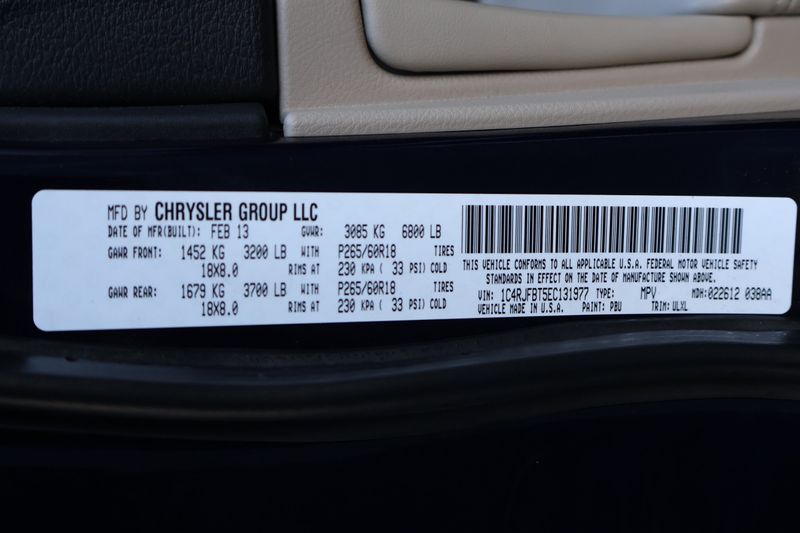 MFD BY CHRYSLER GROUP LLC
DATE OF MFR(BUILT): FEB 13 GVWR: 3085 KG 6800 LB
GAWR FRONT: 1452 KG 3200 LB WITH P265/60R18 TIRES
18X8.0 RIMS AT 230 KPA ( 33 PSI) COLD
GAWR REAR: 1679 KG 3700 LB WITH P265/60R18 TIRES
18X8.0 RIMS AT 230 KPA ( 33 PSI) COLD
THIS VEHICLE CONFORMS TO ALL APPLICABLE U.S.A. FEDERAL MOTOR VEHICLE SAFETY
STANDARDS IN EFFECT ON THE DATE OF MANUFACTURE SHOWN ABOVE.
VIN: 1C4RJFBT5EC131977 TYPE: MPV MDH:022612 038AA
VEHICLE MADE IN U.S.A. PAINT: PBU TRIM: ULXL